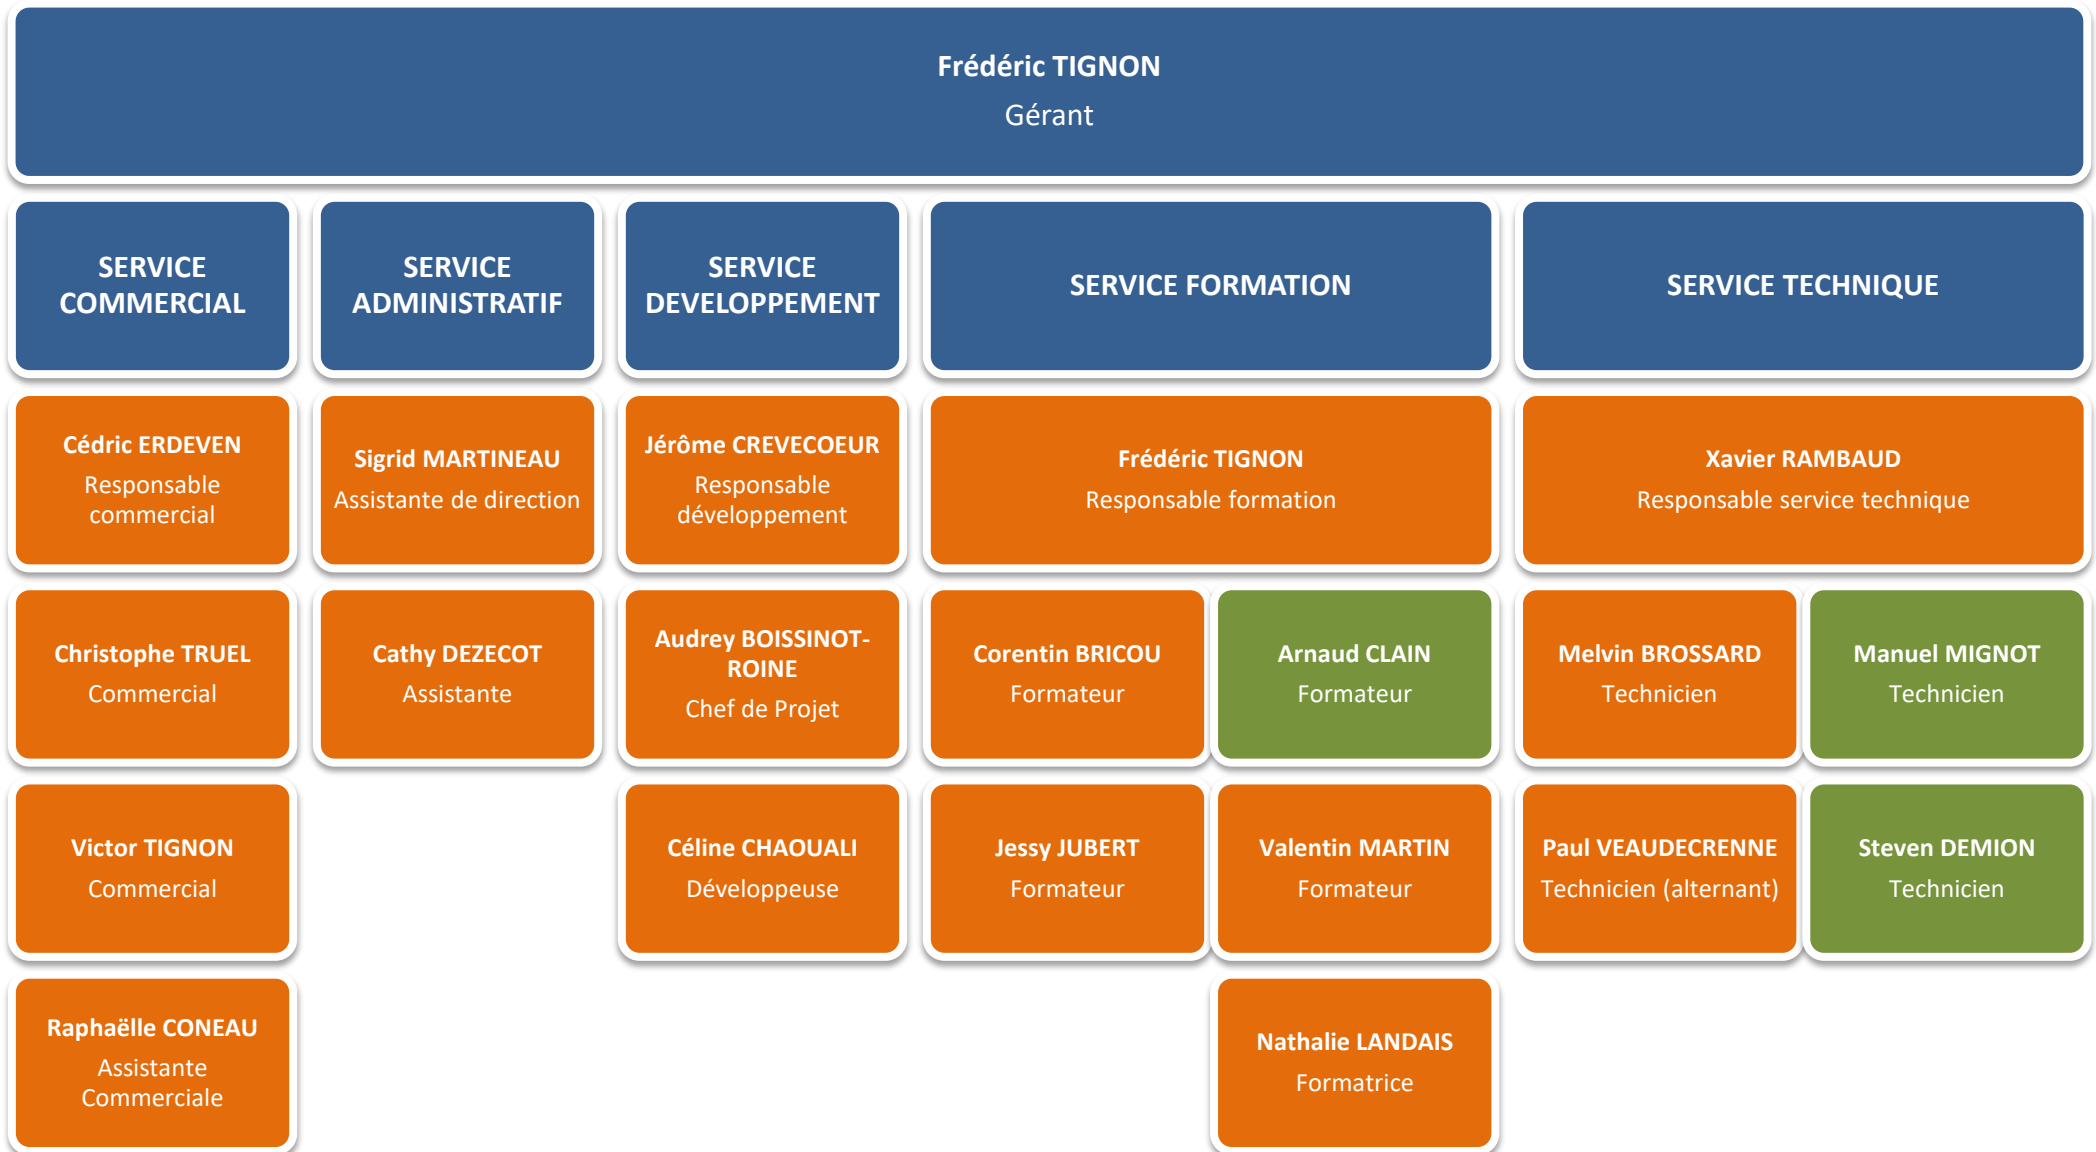 Frédéric TIGNON
Gérant
SERVICE
COMMERCIAL
SERVICE
ADMINISTRATIF
SERVICE
DEVELOPPEMENT
SERVICE FORMATION
SERVICE TECHNIQUE
Cédric ERDEVEN
Responsable
commercial
Sigrid MARTINEAU
Assistante de direction
Jérôme CREVECOEUR
Responsable
développement
Frédéric TIGNON
Responsable formation
Xavier RAMBAUD
Responsable service technique
Christophe TRUEL
Commercial
Cathy DEZECOT
Assistante
Audrey BOISSINOT-
ROINE
Chef de Projet
Corentin BRICOU
Formateur
Arnaud CLAIN
Formateur
Melvin BROSSARD
Technicien
Manuel MIGNOT
Technicien
Victor TIGNON
Commercial
Céline CHAOUALI
Développeuse
Jessy JUBERT
Formateur
Valentin MARTIN
Formateur
Paul VEAUDECRENNE
Technicien (alternant)
Steven DEMION
Technicien
Raphaëlle CONEAU
Assistante
Commerciale
Nathalie LANDAIS
Formatrice